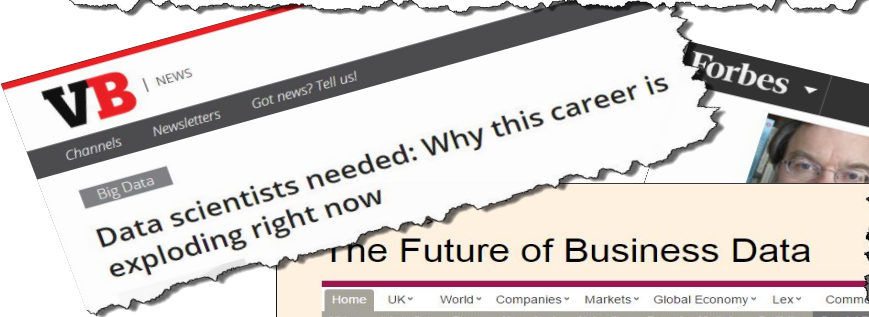 VB | NEWS
Channels Newsletters Got news? Tell us!
Big Data
Data scientists needed: Why this career is
exploding right now
Forbes
The Future of Business Data
Home UK World Companies Markets Global Economy Lex